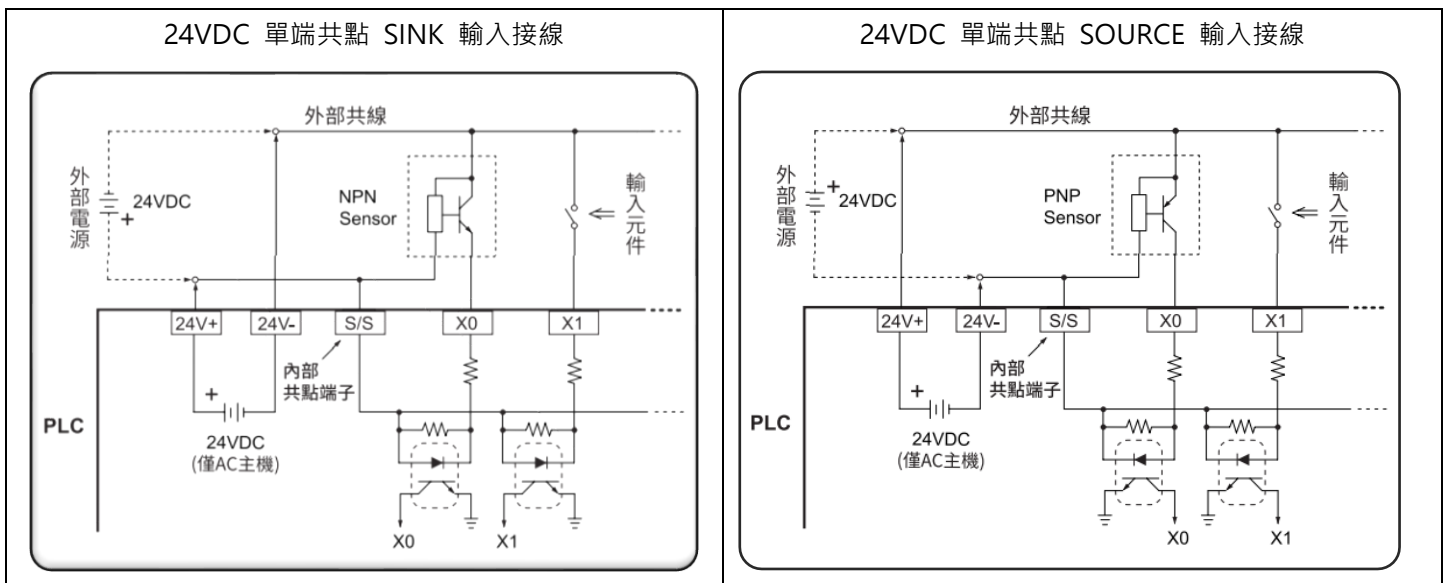 24VDC 單端共點 SINK 輸入接線
外部共線
外部電源
24VDC
+
NPN
Sensor
輸入元件
24V+
24V-
S/S
X0
X1
內部
共點端子
+
PLC
24VDC
(僅AC主機)
X0
X1
24VDC 單端共點 SOURCE 輸入接線
外部共線
外部電源
+
24VDC
PNP
Sensor
輸入元件
24V+
24V-
S/S
X0
X1
內部
共點端子
+
PLC
24VDC
(僅AC主機)
X0
X1